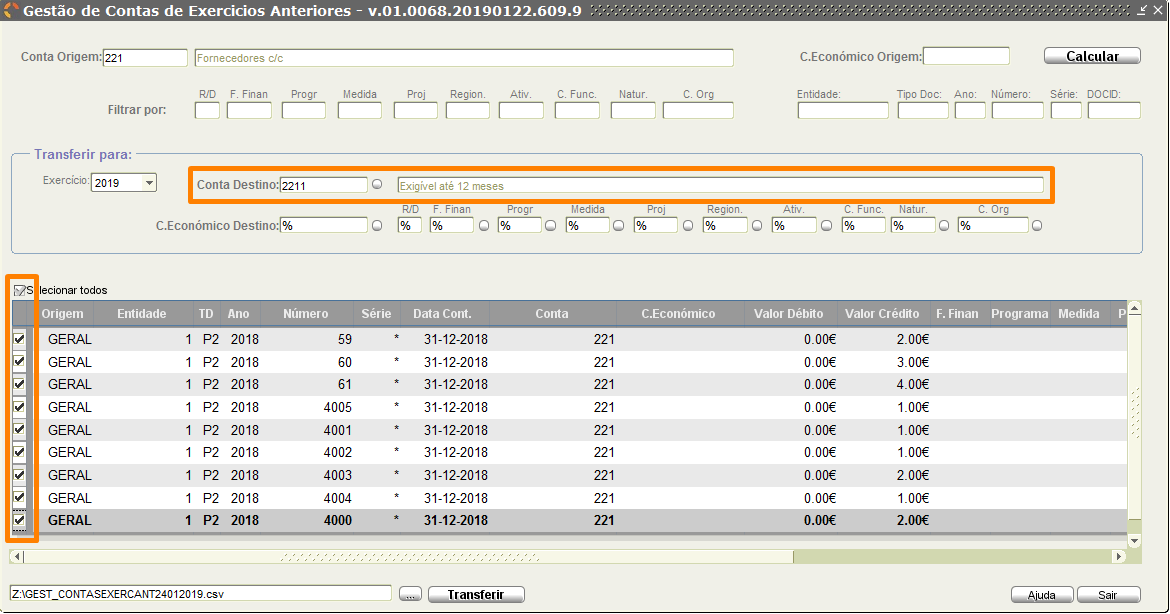 Gestão de Contas de Exercicios Anteriores - v.01.0068.20190122.609.9
Conta Origem: 221 Fornecedores c/c C.Económico Origem: Calcular
R/D F. Finan Progr Medida Proj Region. Ativ. C. Func. Natur. C. Org Entidade: Tipo Doc: Ano: Número: Série: DOCID:
Filtrar por:
Transferir para:
Exercício: 2019 Conta Destino: 2211 Exigível até 12 meses
R/D F. Finan Progr Medida Proj Region. Ativ. C. Func. Natur. C. Org
C.Económico Destino: % % % % % % % % % % %
Selecionar todos
Origem Entidade TD Ano Número Série Data Cont. Conta C.Económico Valor Débito Valor Crédito F. Finan Programa Medida P
GERAL 1 P2 2018 59 * 31-12-2018 221 0.00€ 2.00€
GERAL 1 P2 2018 60 * 31-12-2018 221 0.00€ 3.00€
GERAL 1 P2 2018 61 * 31-12-2018 221 0.00€ 4.00€
GERAL 1 P2 2018 4005 * 31-12-2018 221 0.00€ 1.00€
GERAL 1 P2 2018 4001 * 31-12-2018 221 0.00€ 1.00€
GERAL 1 P2 2018 4002 * 31-12-2018 221 0.00€ 1.00€
GERAL 1 P2 2018 4003 * 31-12-2018 221 0.00€ 2.00€
GERAL 1 P2 2018 4004 * 31-12-2018 221 0.00€ 1.00€
GERAL 1 P2 2018 4000 * 31-12-2018 221 0.00€ 2.00€
Z:\GEST_CONTASEXERCANT24012019.csv ... Transferir Ajuda Sair